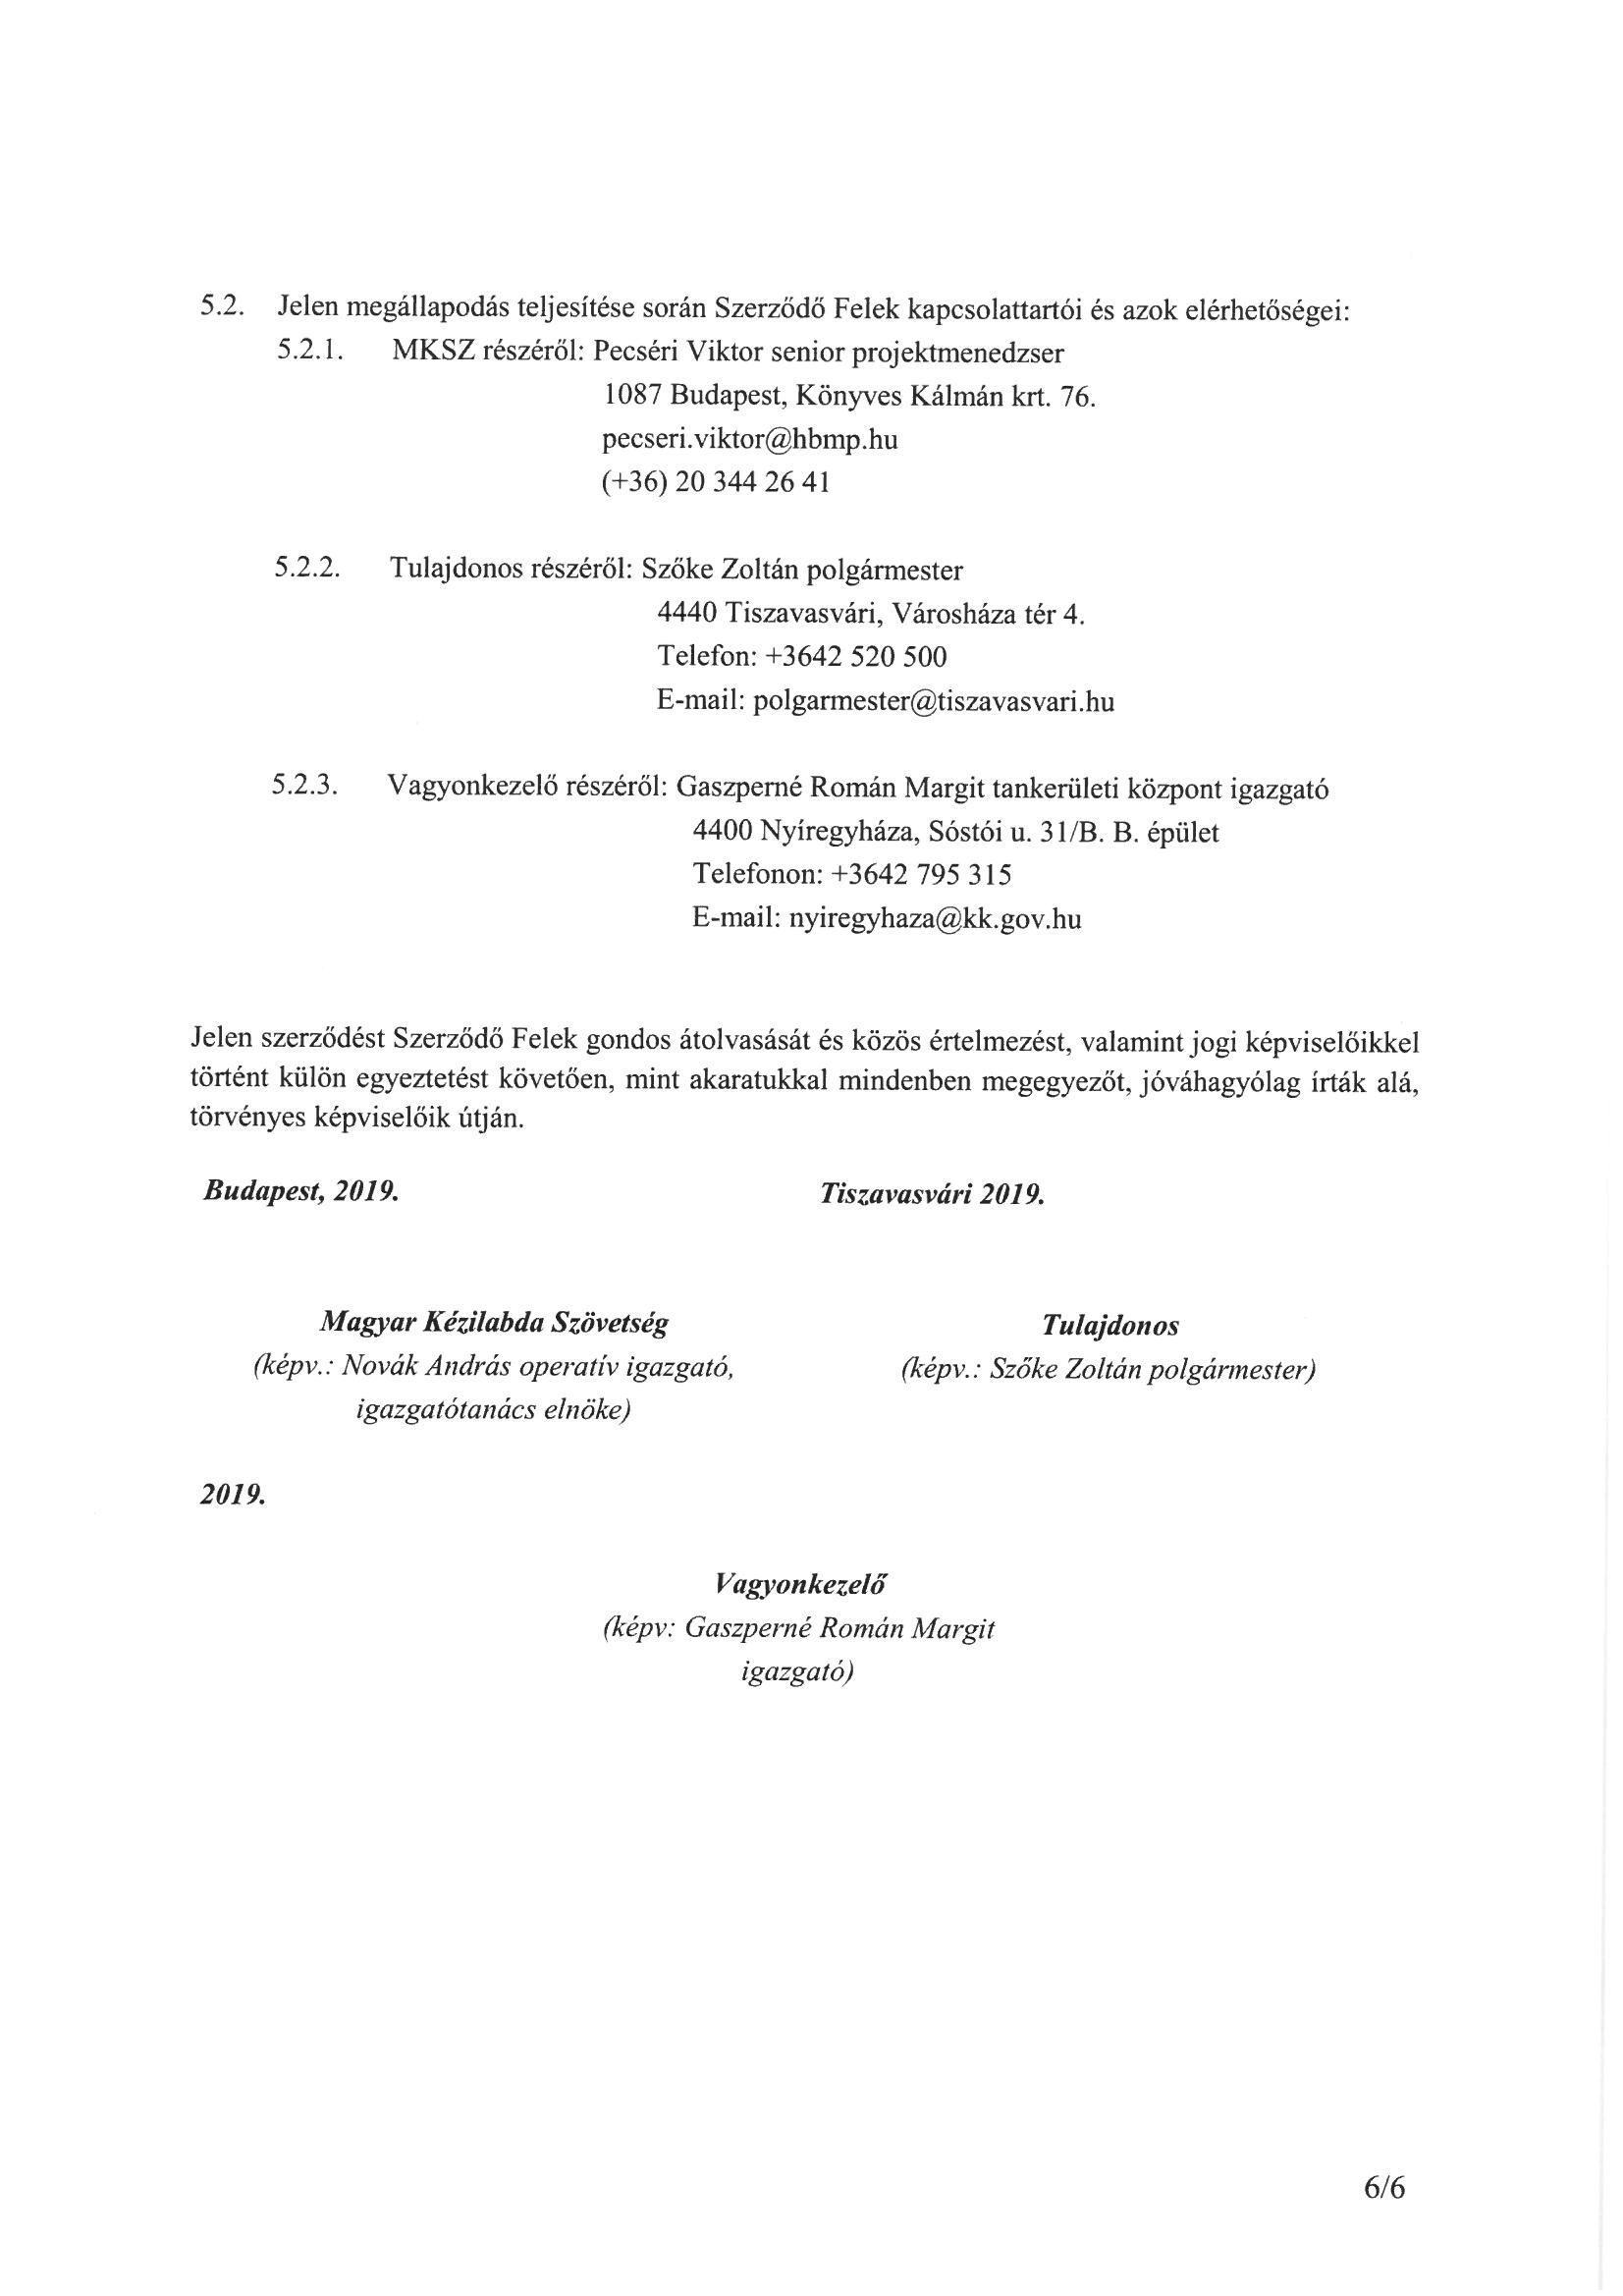 5.2. Jelen megállapodás teljesítése során Szerződő Felek kapcsolattartói és azok elérhetőségei:
5.2.1. MKSZ részéről: Pecséri Viktor senior projektmenedzser
1087 Budapest, Könyves Kálmán krt. 76.
pecseri.viktor@hbmp.hu
(+36) 20 344 26 41
5.2.2. Tulajdonos részéről: Szőke Zoltán polgármester
4440 Tiszavasvári, Városháza tér 4.
Telefon: +3642 520 500
E-mail: polgarmester@tiszavasvari.hu
5.2.3. Vagyonkezelő részéről: Gaszperné Román Margit tankerületi központ igazgató
4400 Nyíregyháza, Sóstói u. 31/B. B. épület
Telefonon: +3642 795 315
E-mail: nyiregyhaza@kk.gov.hu
Jelen szerződést Szerződő Felek gondos átolvasását és közös értelmezést, valamint jogi képviselőikkel
történt külön egyeztetést követően, mint akaratukkal mindenben megegyezőt, jóváhagyólag írták alá,
törvényes képviselőik útján.
Budapest, 2019. Tiszavasvári 2019.
Magyar Kézilabda Szövetség Tulajdonos
(képv.: Novák András operatív igazgató, (képv.: Szőke Zoltán polgármester)
igazgatótanács elnöke)
2019.
Vagyonkezelő
(képv: Gaszperné Román Margit
igazgató)
6/6